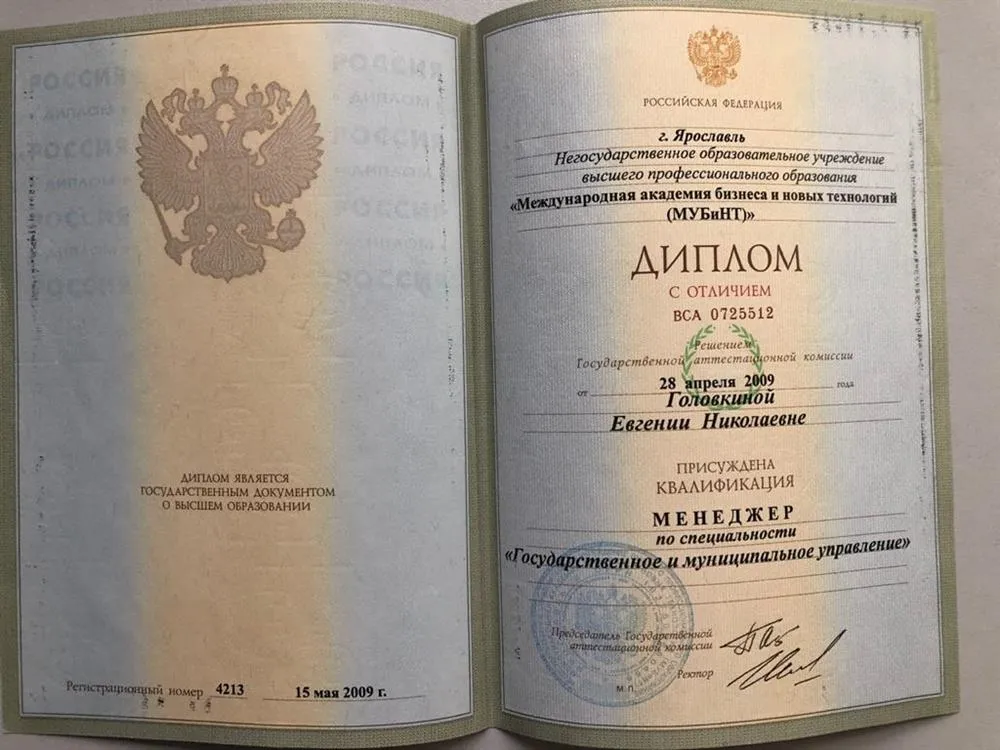 РОССИЯ
ДИПЛОМ
РОССИЯ
ДИПЛОМ
РОССИЯ
РОССИЯ
ДИПЛОМ ЯВЛЯЕТСЯ
ГОСУДАРСТВЕННЫМ ДОКУМЕНТОМ
О ВЫСШЕМ ОБРАЗОВАНИИ
Регистрационный номер 4213 15 мая 2009 г.
РОССИЙСКАЯ ФЕДЕРАЦИЯ
г. Ярославль
Негосударственное образовательное учреждение
высшего профессионального образования
«Международная академия бизнеса и новых технологий
(МУБиНТ)»
ДИПЛОМ
С ОТЛИЧИЕМ
ВСА 0725512
Решением
Государственной аттестационной комиссии
от 28 апреля 2009 года
Головкиной
Евгении Николаевне
ПРИСУЖДЕНА
КВАЛИФИКАЦИЯ
МЕНЕДЖЕР
по специальности
«Государственное и муниципальное управление»
Председатель Государственной
аттестационной комиссии
Ректор
М.П.